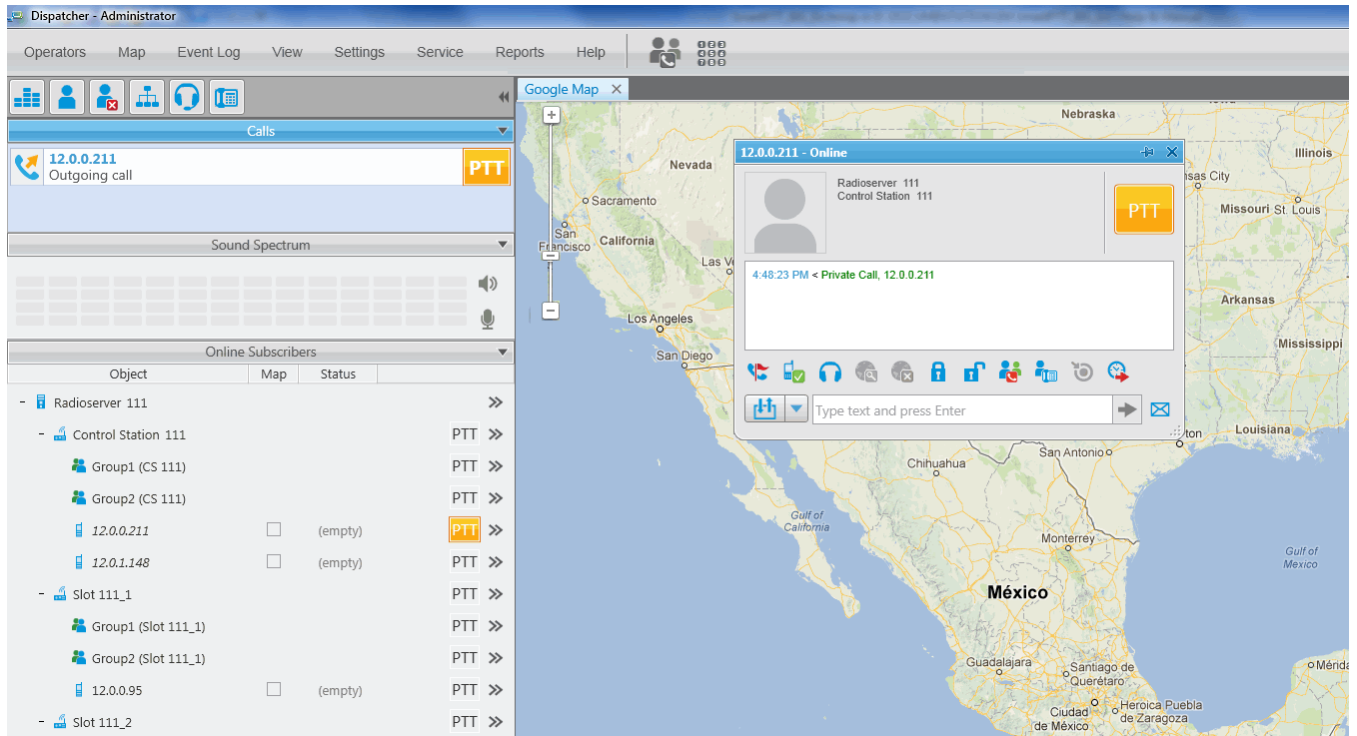 Dispatcher - Administrator
Operators Map Event Log View Settings Service Reports Help
Google Map
Calls
12.0.0.211
Outgoing call
PTT
Sound Spectrum
Online Subscribers
Object Map Status
Radioserver 111
Control Station 111 PTT
Group1 (CS 111) PTT
Group2 (CS 111) PTT
12.0.0.211 (empty) PTT
12.0.1.148 (empty) PTT
Slot 111_1 PTT
Group1 (Slot 111_1) PTT
Group2 (Slot 111_1) PTT
12.0.0.95 (empty) PTT
Slot 111_2 PTT
12.0.0.211 - Online
Radioserver 111
Control Station 111
PTT
4:48:23 PM < Private Call, 12.0.0.211
Type text and press Enter
Nebraska
Nevada
Illinois
Sacramento
Missouri St. Louis
San
Francisco
California
Arkansas
Los Angeles
Mississippi
San Diego
Louisiana
San Antonio
Chihuahua
Gulf of
California
Monterrey
Gulf of
Mexico
México
Guadalajara
Santiago de
Querétaro
Ciudad
de México
Heroica Puebla
de Zaragoza